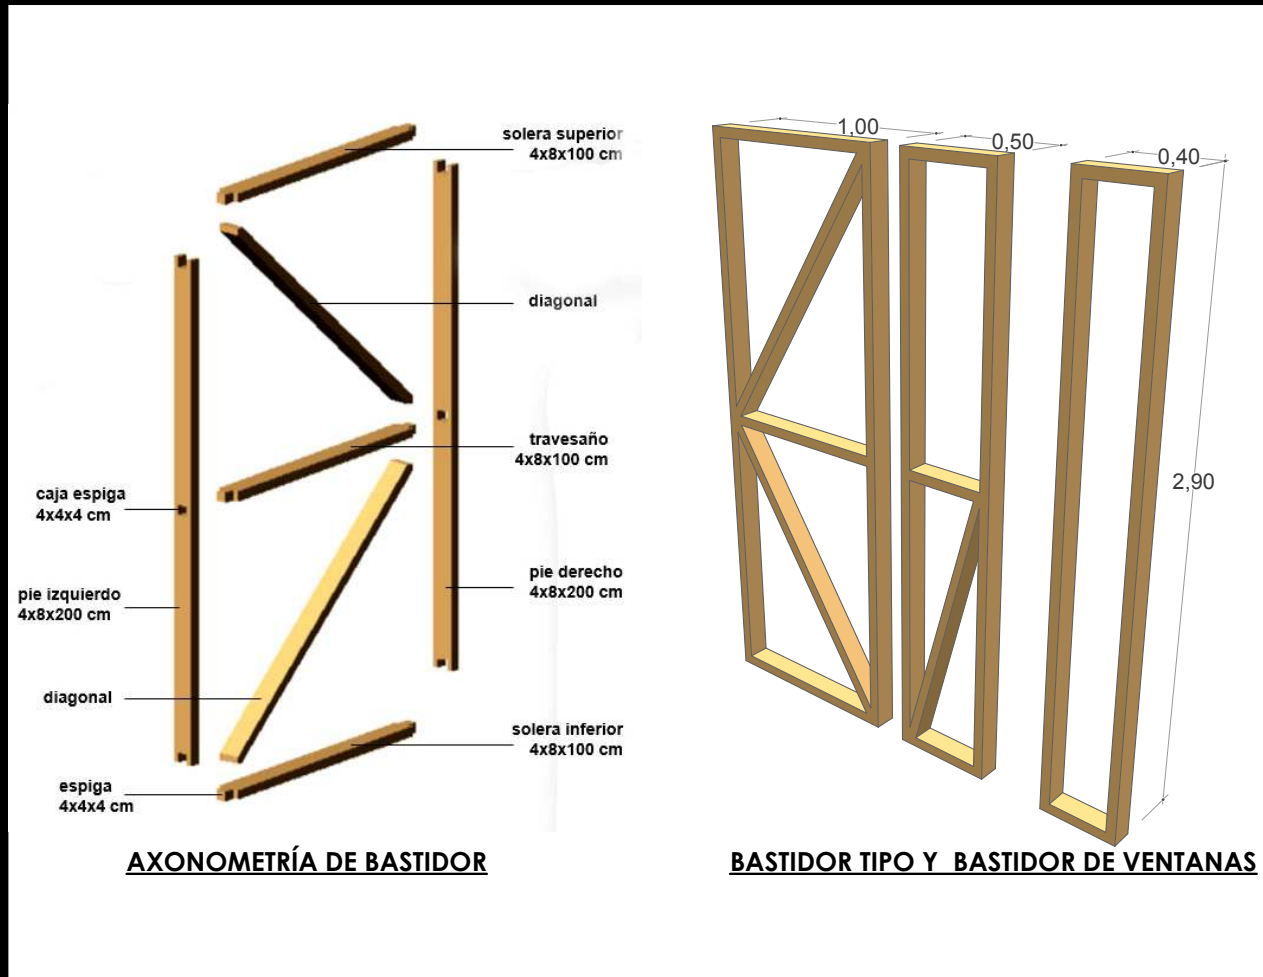 solera superior
4x8x100 cm
diagonal
travesaño
4x8x100 cm
caja espiga
4x4x4 cm
pie derecho
4x8x200 cm
pie izquierdo
4x8x200 cm
diagonal
solera inferior
4x8x100 cm
espiga
4x4x4 cm
AXONOMETRÍA DE BASTIDOR
1,00
0,50
0,40
2,90
BASTIDOR TIPO Y BASTIDOR DE VENTANAS